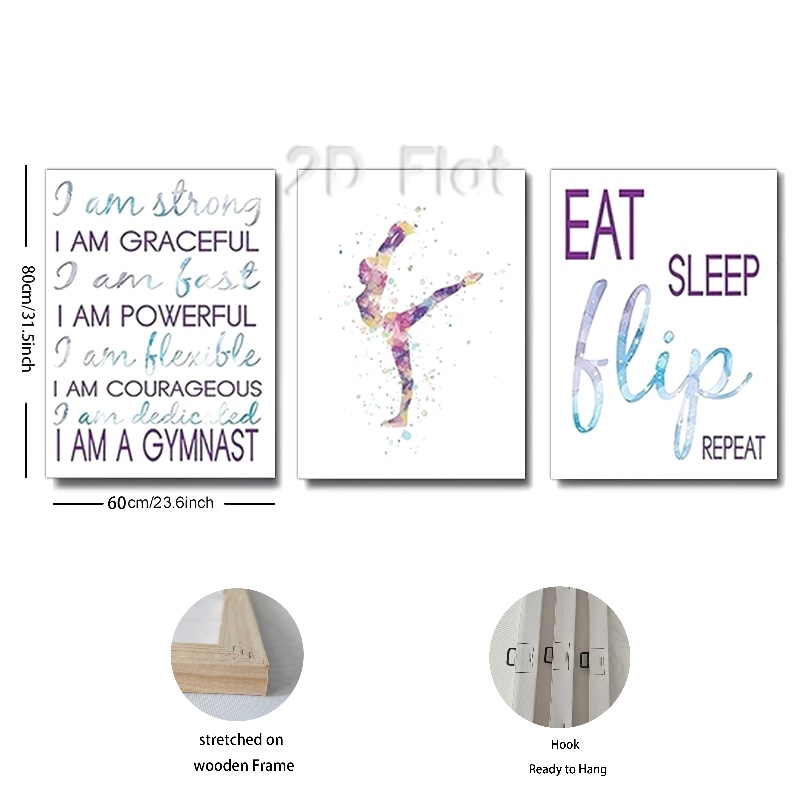 2D Flat
I am strong
I AM GRACEFUL
I am fast
I AM POWERFUL
I am flexible
I AM COURAGEOUS
I am dedicated
I AM A GYMNAST
EAT
SLEEP
flip
REPEAT
80cm/31.5inch
60cm/23.6inch
stretched on
wooden Frame
Hook
Ready to Hang